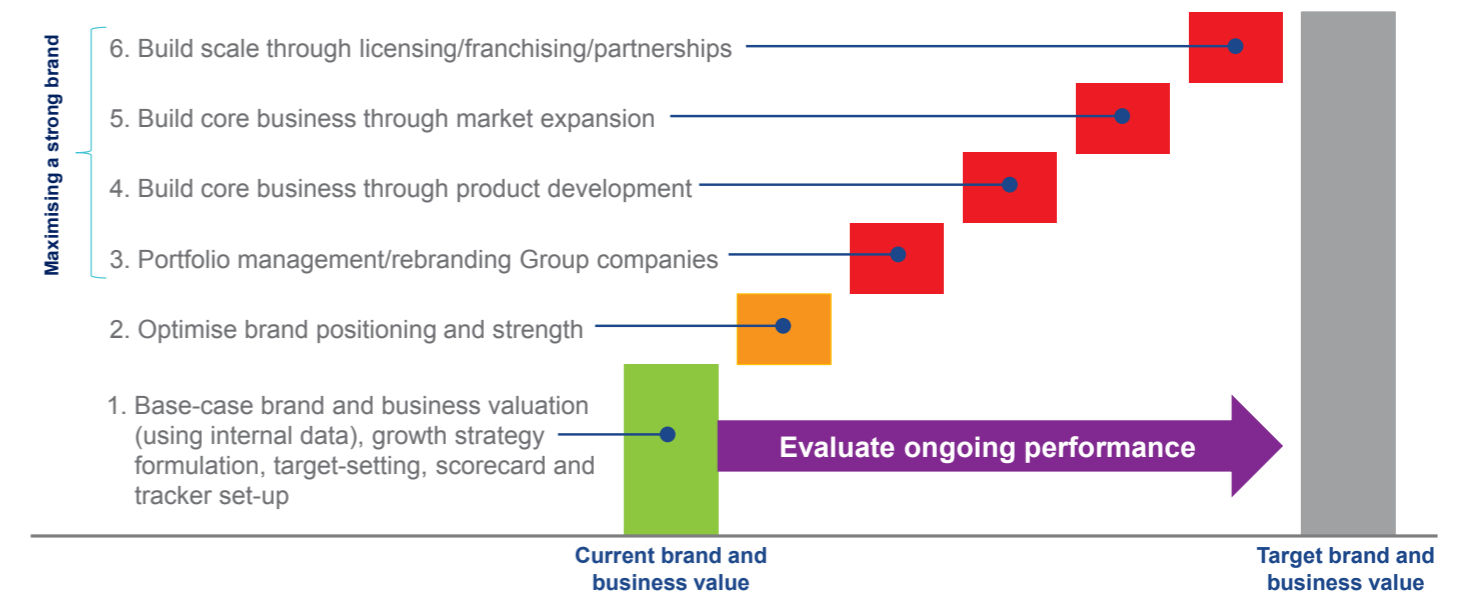 Maximising a strong brand
6. Build scale through licensing/franchising/partnerships
5. Build core business through market expansion
4. Build core business through product development
3. Portfolio management/rebranding Group companies
2. Optimise brand positioning and strength
1. Base-case brand and business valuation
(using internal data), growth strategy
formulation, target-setting, scorecard and
tracker set-up
Evaluate ongoing performance
Current brand and
business value
Target brand and
business value